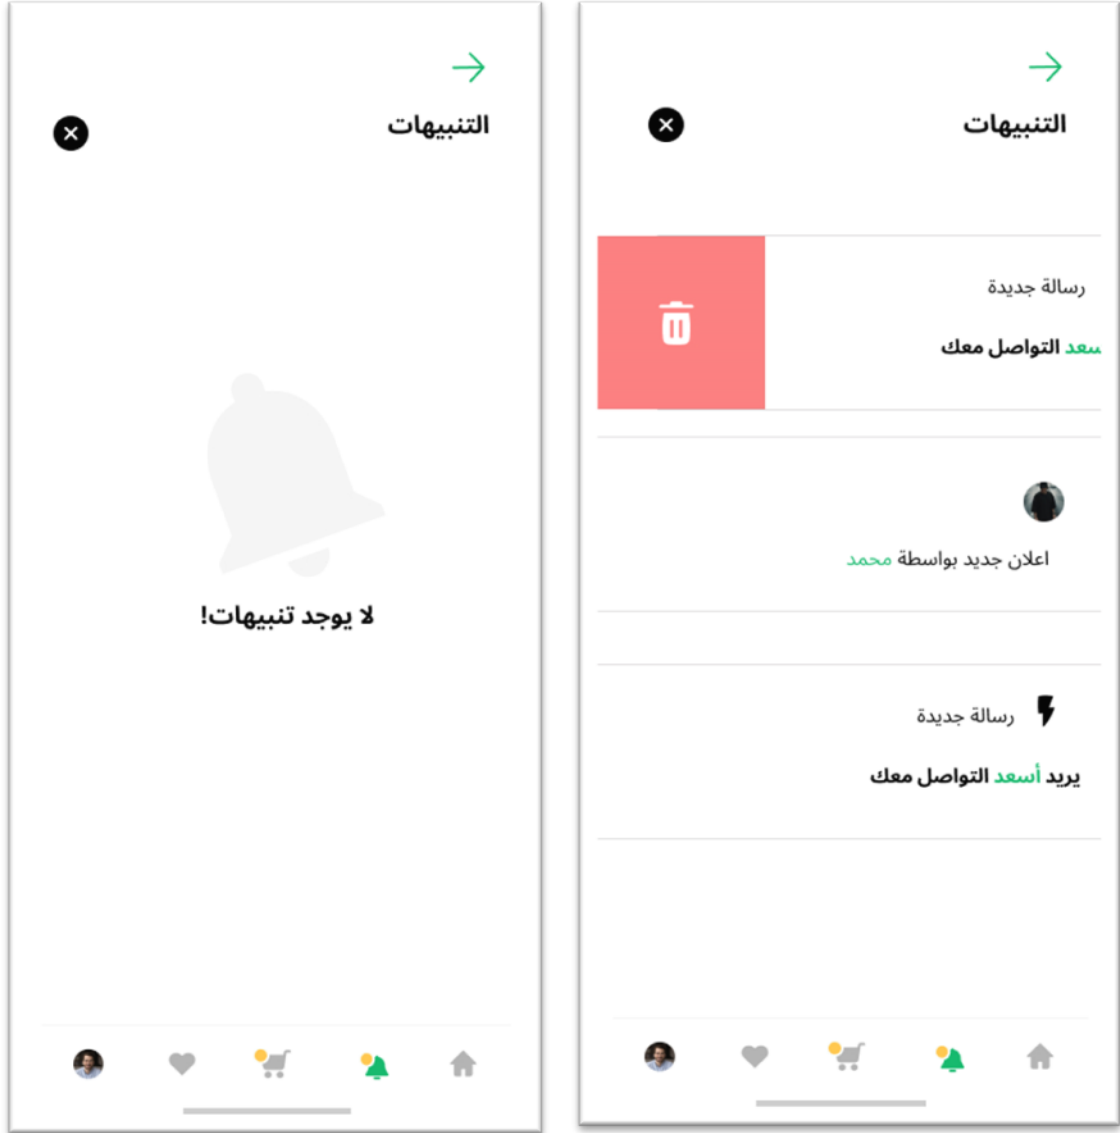 التنبيهات
لا يوجد تنبيهات!
التنبيهات
رسالة جديدة
سعد التواصل معك
اعلان جديد بواسطة محمد
رسالة جديدة
يريد أسعد التواصل معك